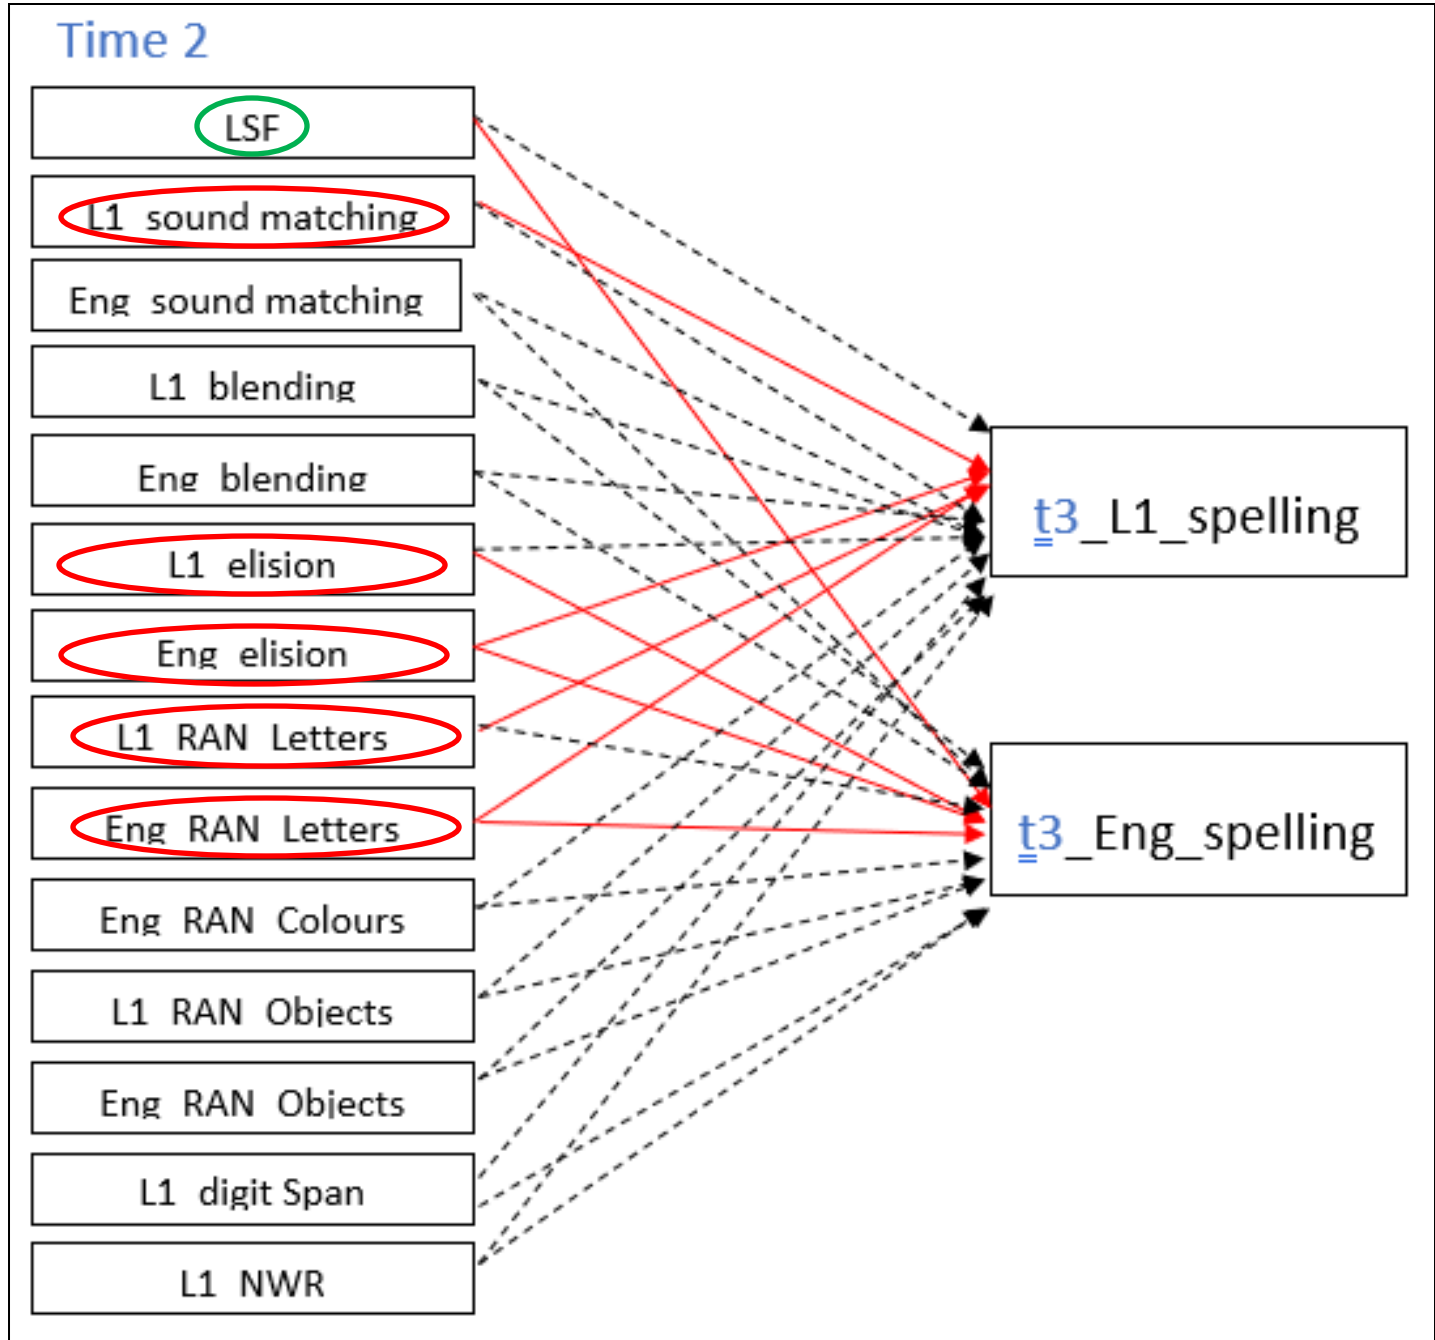 Time 2
LSF
L1 sound matching
Eng sound matching
L1 blending
Eng blending
L1 elision
Eng elision
L1 RAN Letters
Eng RAN Letters
Eng RAN Colours
L1 RAN Objects
Eng RAN Objects
L1 digit Span
L1 NWR
t3_L1_spelling
t3_Eng_spelling